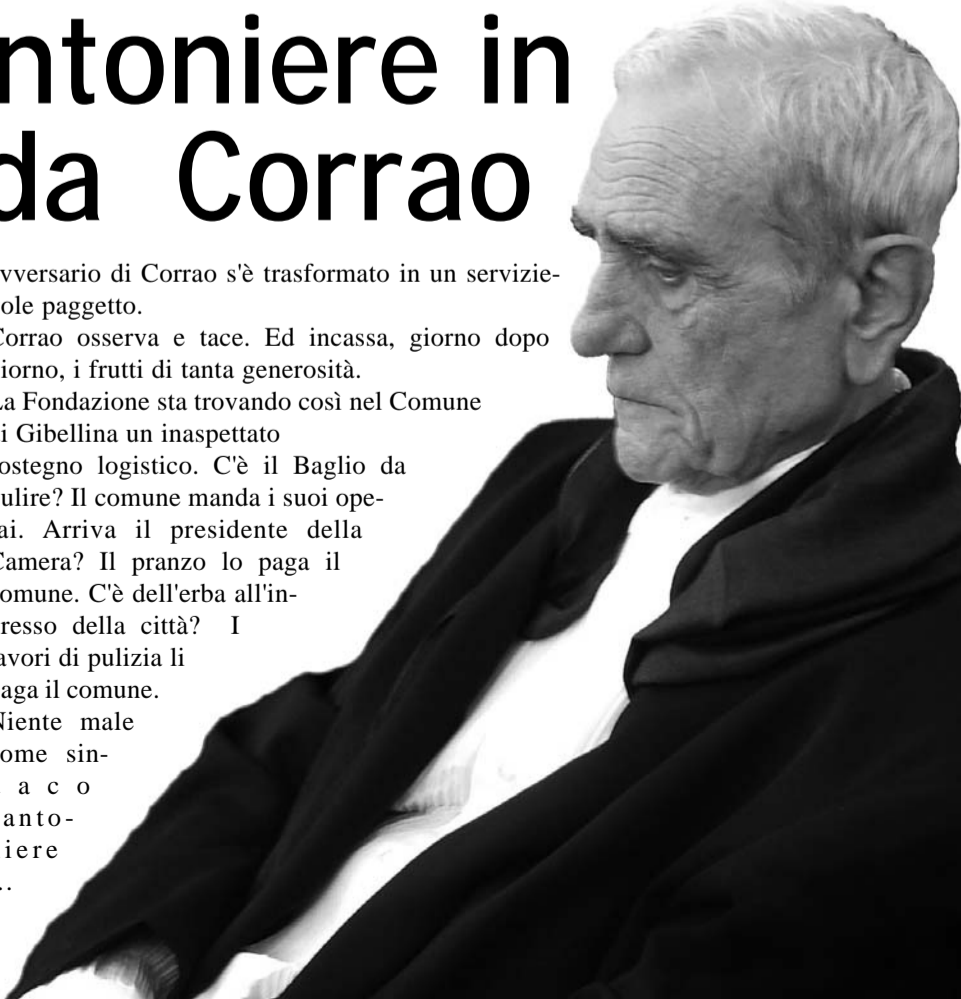 ntoniere in
da Corrao
vversario di Corrao s'è trasformato in un servizie-
ole paggetto.
Corrao osserva e tace. Ed incassa, giorno dopo
iorno, i frutti di tanta generosità.
La Fondazione sta trovando così nel Comune
i Gibellina un inaspettato
ostegno logistico. C'è il Baglio da
ulire? Il comune manda i suoi ope-
ai. Arriva il presidente della
Camera? Il pranzo lo paga il
omune. C'è dell'erba all'in-
resso della città? I
avori di pulizia li
aga il comune.
Niente male
ome sin-
a c o
anto-
iere
..